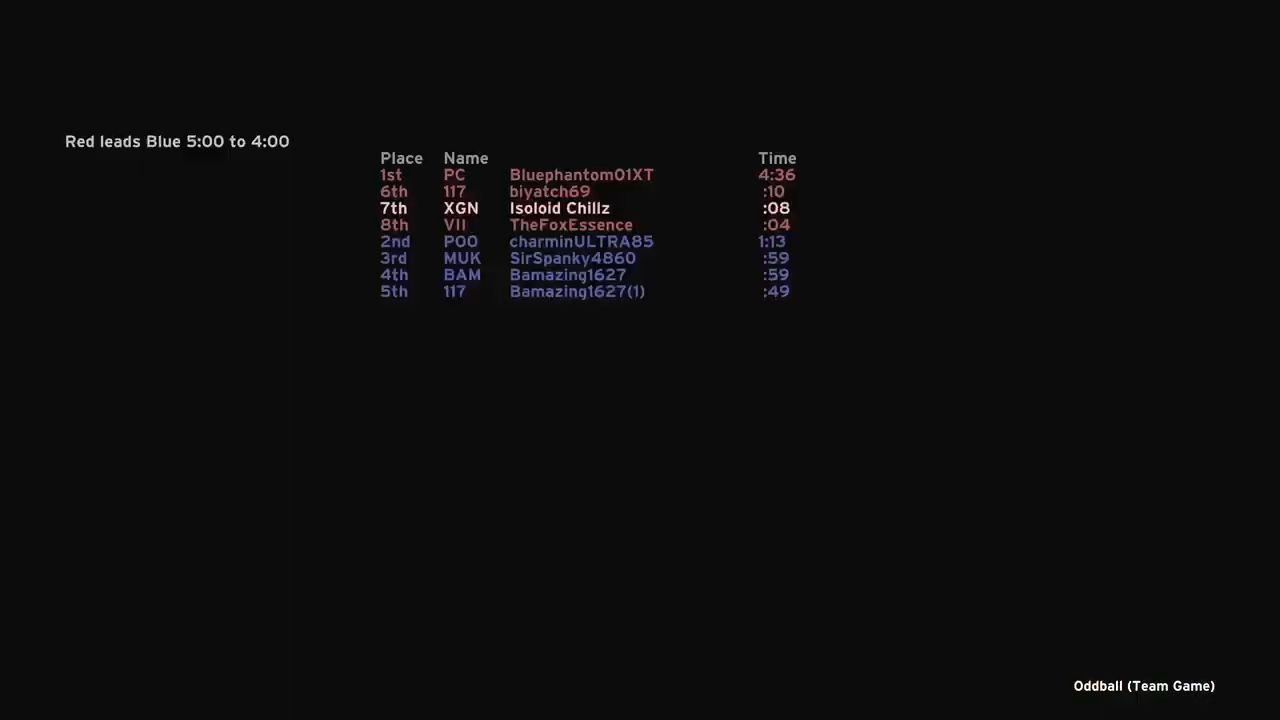 Red leads Blue 5:00 to 4:00
Place Name Time
1st PC Bluephantom01XT 4:36
6th 117 biyatch69 :10
7th XGN Isoloid Chillz :08
8th VII TheFoxEssence :04
2nd POO charminULTRA85 1:13
3rd MUK SirSpanky4860 :59
4th BAM Bamazing1627 :59
5th 117 Bamazing1627(1) :49
Oddball (Team Game)